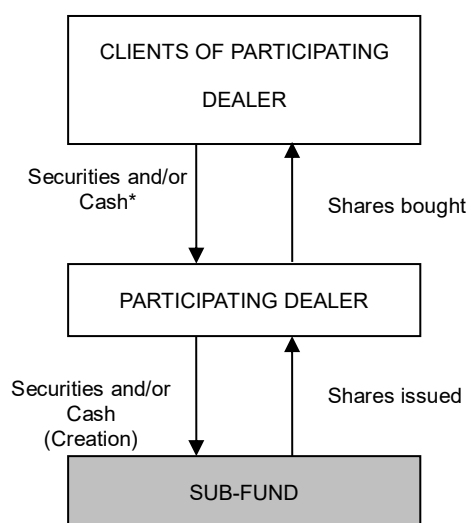 CLIENTS OF PARTICIPATING
DEALER
Securities and/or
Cash*
Shares bought
PARTICIPATING DEALER
Securities and/or
Cash
(Creation)
Shares issued
SUB-FUND